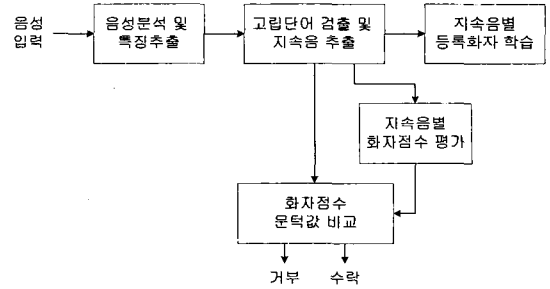 음성
입력
음성분석 및
특징추출
고립단어 검출 및
지속음 추출
지속음별
등록화자 학습
지속음별
화자점수 평가
화자점수
문턱값 비교
거부
수락